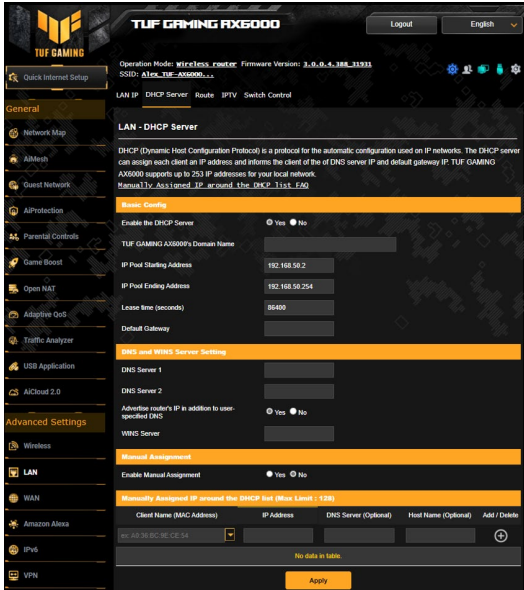 TUF GAMING AX6000
Logout
English
TUF GAMING
Quick Internet Setup
Operation Mode: Wireless router Firmware Version: 3.0.0.4.388_31931
SSID: Alex_TUF-AX6000...
LAN IP DHCP Server Route IPTV Switch Control
General
Network Map
AiMesh
Guest Network
AiProtection
Parental Controls
Game Boost
Open NAT
Adaptive QoS
Traffic Analyzer
USB Application
AiCloud 2.0
Advanced Settings
Wireless
LAN
WAN
Amazon Alexa
IPv6
VPN
LAN - DHCP Server
DHCP (Dynamic Host Configuration Protocol) is a protocol for the automatic configuration used on IP networks. The DHCP server
can assign each client an IP address and informs the client of the of DNS server IP and default gateway IP. TUF GAMING
AX6000 supports up to 253 IP addresses for your local network.
Manually Assigned IP around the DHCP list FAQ
Basic Config
Enable the DHCP Server Yes No
TUF GAMING AX6000's Domain Name
IP Pool Starting Address 192.168.50.2
IP Pool Ending Address 192.168.50.254
Lease time (seconds) 86400
Default Gateway
DNS and WINS Server Setting
DNS Server 1
DNS Server 2
Advertise router's IP in addition to user-
specified DNS Yes No
WINS Server
Manual Assignment
Enable Manual Assignment Yes No
Manually Assigned IP around the DHCP list (Max Limit : 128)
Client Name (MAC Address) IP Address DNS Server (Optional) Host Name (Optional) Add / Delete
ex: A0:36:BC:9E:CE:54
No data in table.
Apply